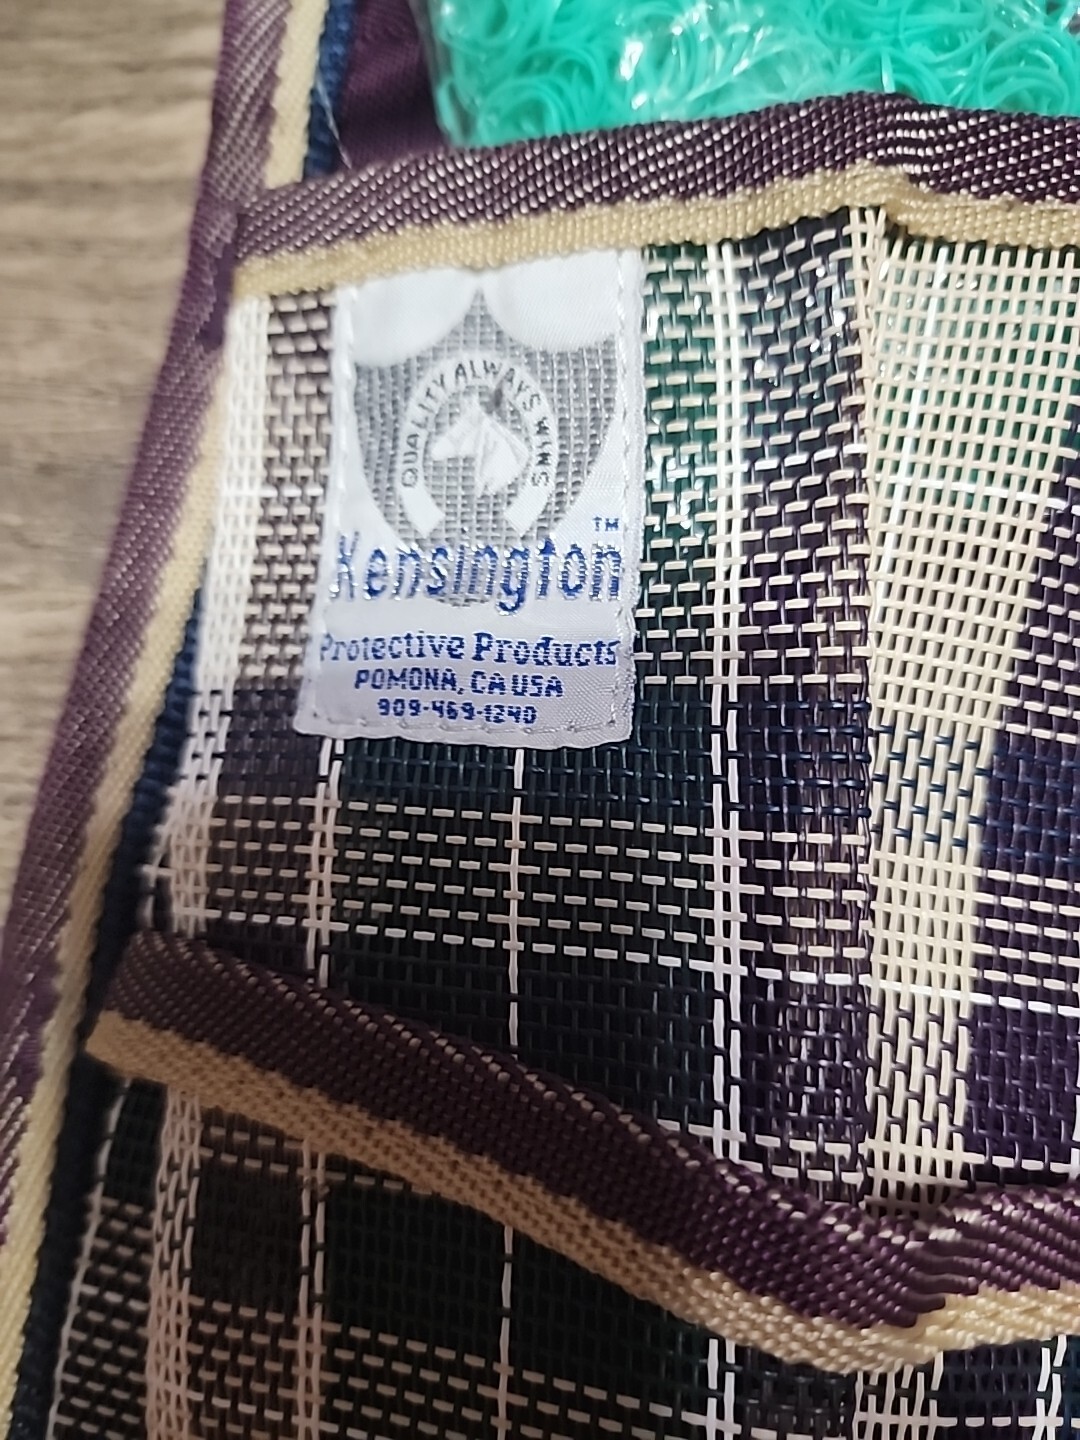 QUALITY ALWAYS WINS
Kensington™
Protective Products
POMONA, CA USA
909-469-1240